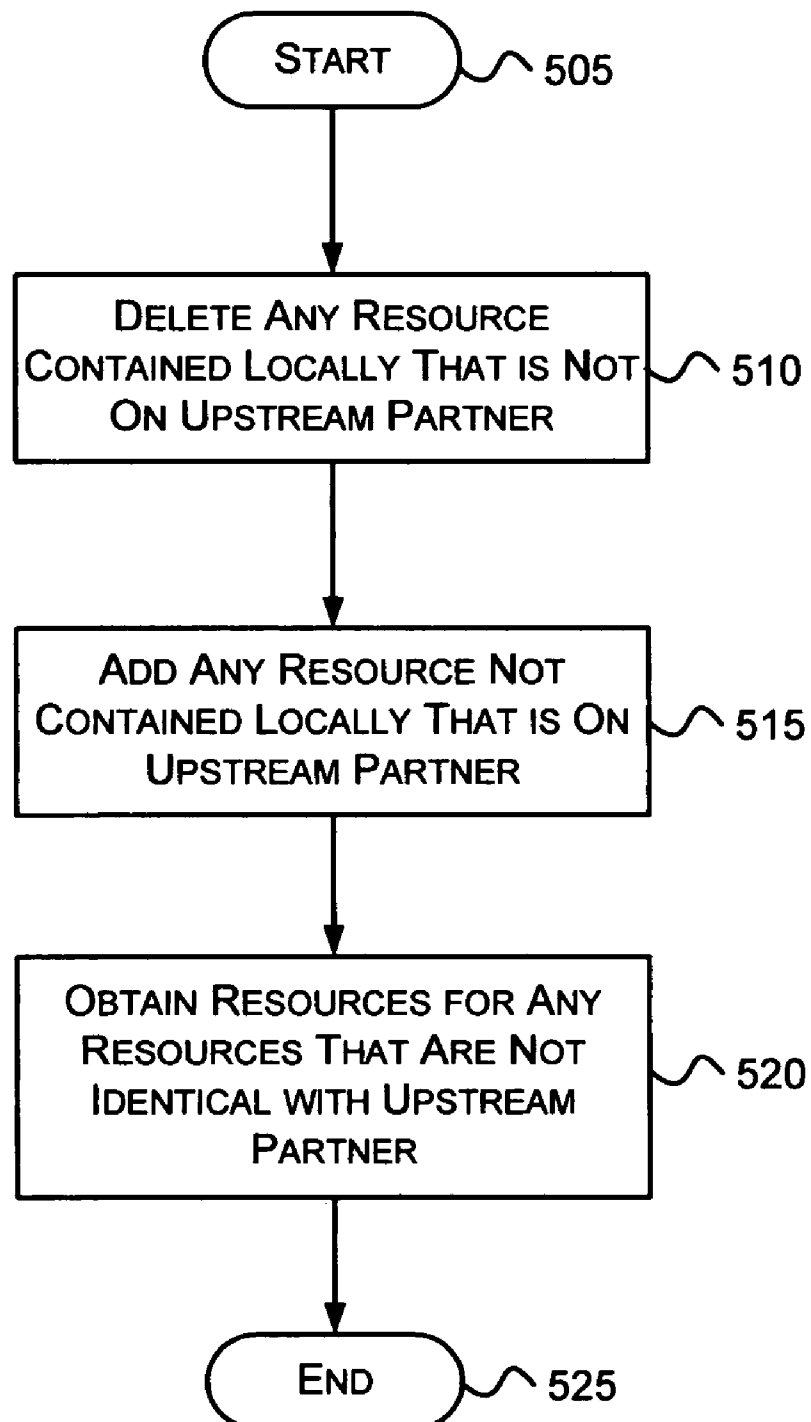 START
505
DELETE ANY RESOURCE
CONTAINED LOCALLY THAT IS NOT
ON UPSTREAM PARTNER
510
ADD ANY RESOURCE NOT
CONTAINED LOCALLY THAT IS ON
UPSTREAM PARTNER
515
OBTAIN RESOURCES FOR ANY
RESOURCES THAT ARE NOT
IDENTICAL WITH UPSTREAM
PARTNER
520
END
525